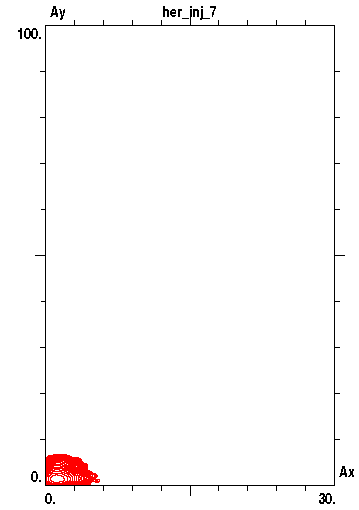 Ay her_inj_7
100.
0. Ax
0. 30.